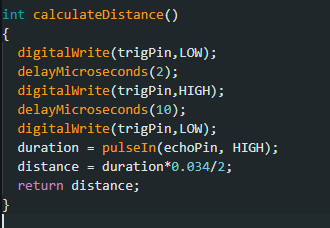 int calculateDistance()
{
  digitalWrite(trigPin,LOW);
  delayMicroseconds(2);
  digitalWrite(trigPin,HIGH);
  delayMicroseconds(10);
  digitalWrite(trigPin,LOW);
  duration = pulseIn(echoPin, HIGH);
  distance = duration*0.034/2;
  return distance;
}